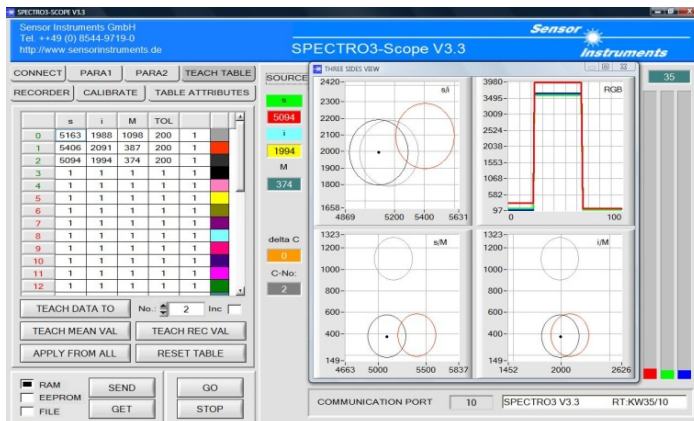 SPECTRO3-SCOPE V3.3
Sensor Instruments GmbH
Tel. ++49 (0) 8544-9719-0
http://www.sensorinstruments.de
SPECTRO3-Scope V3.3
Sensor
Instruments
CONNECT PARA1 PARA2 TEACH TABLE
RECORDER CALIBRATE TABLE ATTRIBUTES
s i M TOL
0 5163 1988 1098 200 1
1 5406 2091 387 200 1
2 5094 1994 374 200 1
3 1 1 1 1 1
4 1 1 1 1 1
5 1 1 1 1 1
6 1 1 1 1 1
7 1 1 1 1 1
8 1 1 1 1 1
9 1 1 1 1 1
10 1 1 1 1 1
11 1 1 1 1 1
12 1 1 1 1 1
TEACH DATA TO No.: 2 Inc
TEACH MEAN VAL TEACH REC VAL
APPLY FROM ALL RESET TABLE
RAM
EEPROM
FILE
SEND GO
GET STOP
SOURCE
s
5094
i
1994
M
374
delta C
0
C-No:
2
THREE SIDES VIEW
s/i
2420
2300
2200
2100
2000
1900
1800
1658
4869 5200 5400 5631
RGB
3980
3495
3009
2524
2038
1553
1068
582
97
0 100
s/M
1323
1200
1000
800
600
400
149
4663 5000 5500 5837
i/M
1323
1200
1000
800
600
400
149
1452 2000 2626
35
COMMUNICATION PORT 10 SPECTRO3 V3.3 RT:KW35/10